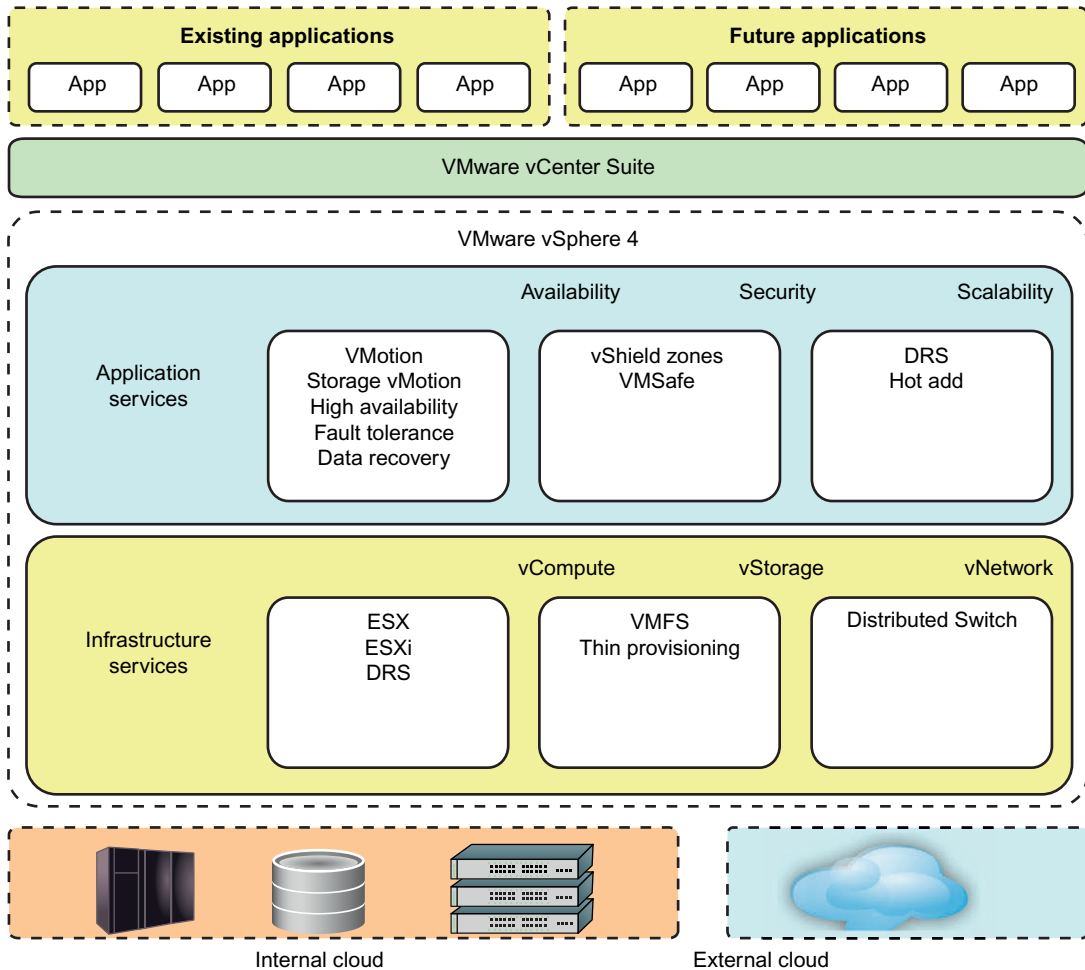 Existing applications
App App App App
Future applications
App App App App
VMware vCenter Suite
VMware vSphere 4
Application
services
Availability
VMotion
Storage vMotion
High availability
Fault tolerance
Data recovery
Security
vShield zones
VMSafe
Scalability
DRS
Hot add
Infrastructure
services
vCompute
ESX
ESXi
DRS
vStorage
VMFS
Thin provisioning
vNetwork
Distributed Switch
Internal cloud
External cloud